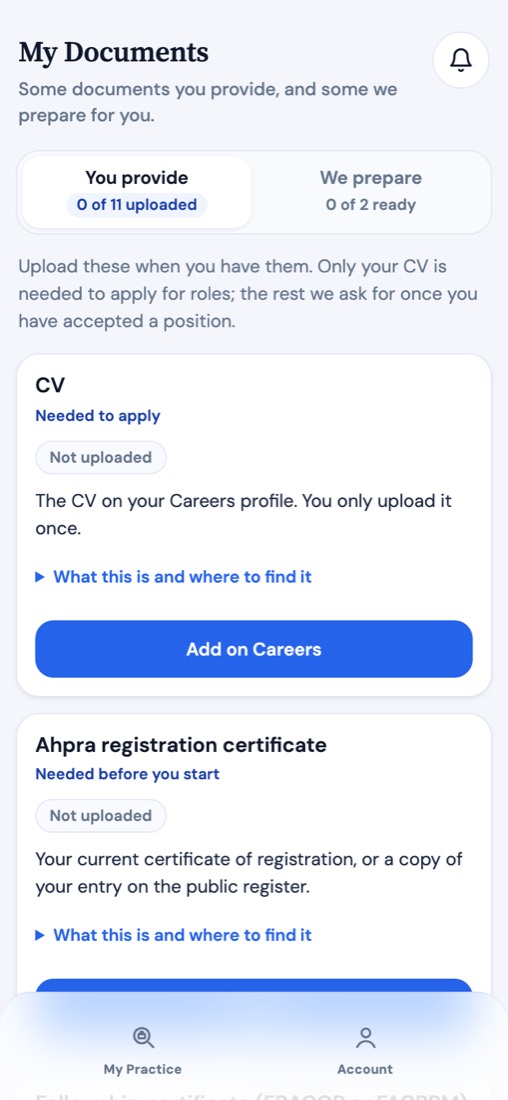 My Documents
Some documents you provide, and some we
prepare for you.
You provide
0 of 11 uploaded
We prepare
0 of 2 ready
Upload these when you have them. Only your CV is
needed to apply for roles; the rest we ask for once you
have accepted a position.
CV
Needed to apply
Not uploaded
The CV on your Careers profile. You only upload it
once.
What this is and where to find it
Add on Careers
Ahpra registration certificate
Needed before you start
Not uploaded
Your current certificate of registration, or a copy of
your entry on the public register.
What this is and where to find it
My Practice
Account